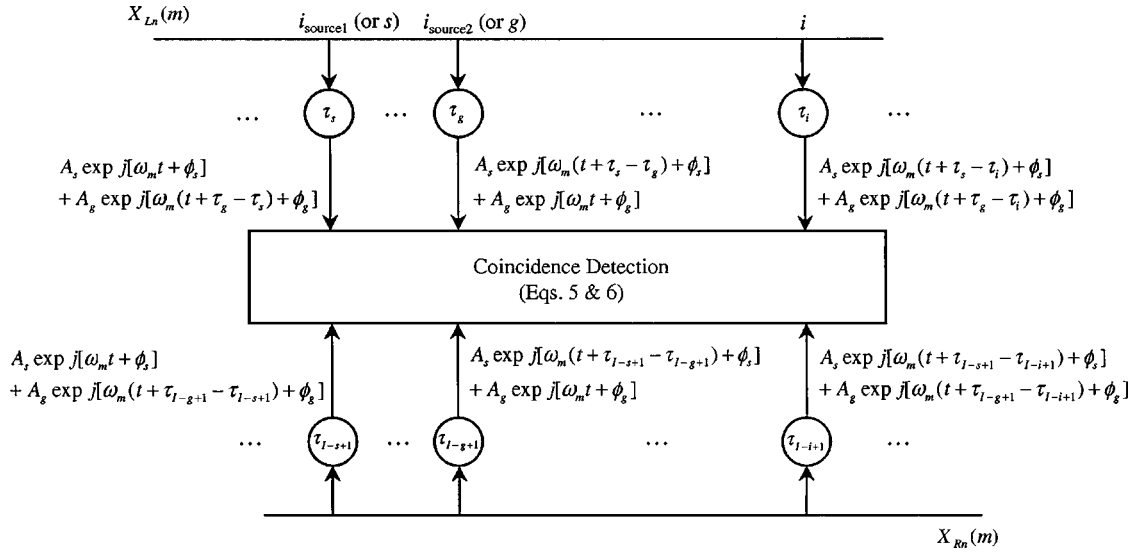 X_{Ln}(m)
i_{source1} (or s)
i_{source2} (or g)
i
... τ_s ... τ_g ... τ_i ...
A_s exp j[ω_m t + ϕ_s]
+ A_g exp j[ω_m(t + τ_g − τ_s) + ϕ_g]
A_s exp j[ω_m(t + τ_s − τ_g) + ϕ_s]
+ A_g exp j[ω_m t + ϕ_g]
A_s exp j[ω_m(t + τ_s − τ_i) + ϕ_s]
+ A_g exp j[ω_m(t + τ_g − τ_i) + ϕ_g]
Coincidence Detection
(Eqs. 5 & 6)
A_s exp j[ω_m t + ϕ_s]
+ A_g exp j[ω_m(t + τ_{I−g+1} − τ_{I−s+1}) + ϕ_g]
A_s exp j[ω_m(t + τ_{I−s+1} − τ_{I−g+1}) + ϕ_s]
+ A_g exp j[ω_m t + ϕ_g]
A_s exp j[ω_m(t + τ_{I−s+1} − τ_{I−i+1}) + ϕ_s]
+ A_g exp j[ω_m(t + τ_{I−g+1} − τ_{I−i+1}) + ϕ_g]
... τ_{I−s+1} ... τ_{I−g+1} ... τ_{I−i+1} ...
X_{Rn}(m)